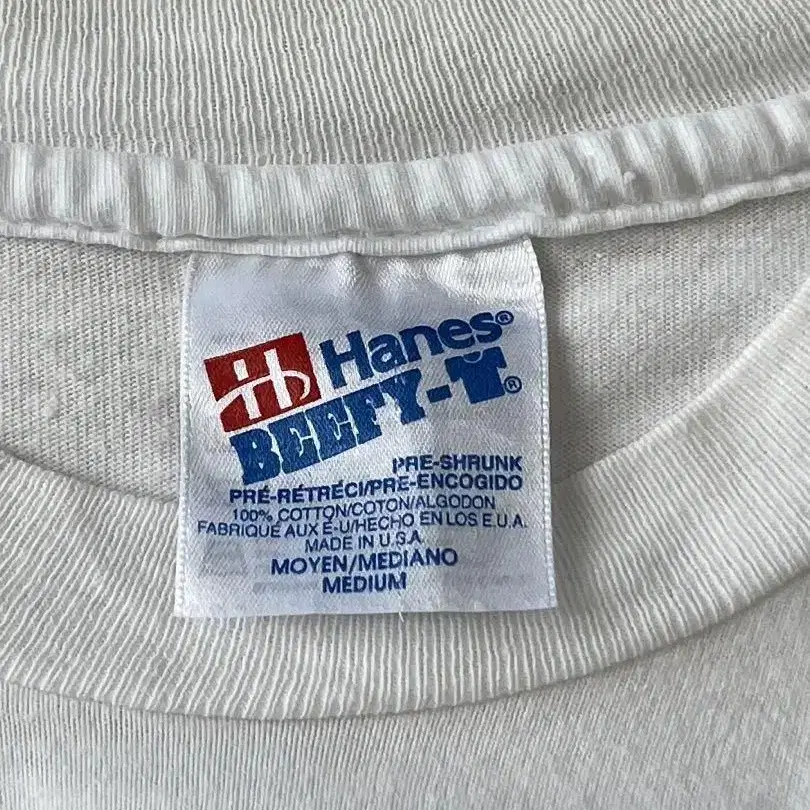 H Hanes®
BEEFY-T®
PRE-SHRUNK
PRÉ-RÉTRÉCI/PRE-ENCOGIDO
100% COTTON/COTON/ALGODON
FABRIQUÉ AUX É-U/HECHO EN LOS E.U.A.
MADE IN U.S.A.
MOYEN/MEDIANO
MEDIUM